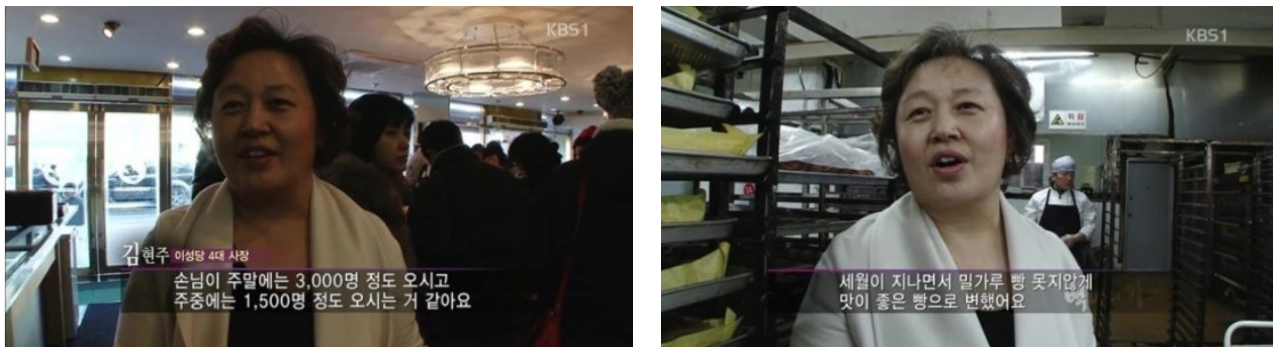 KBS1
김현주 이성당 4대 사장
손님이 주말에는 3,000명 정도 오시고
주중에는 1,500명 정도 오시는 거 같아요
KBS1
위험
세월이 지나면서 밀가루 빵 못지않게
맛이 좋은 빵으로 변했어요